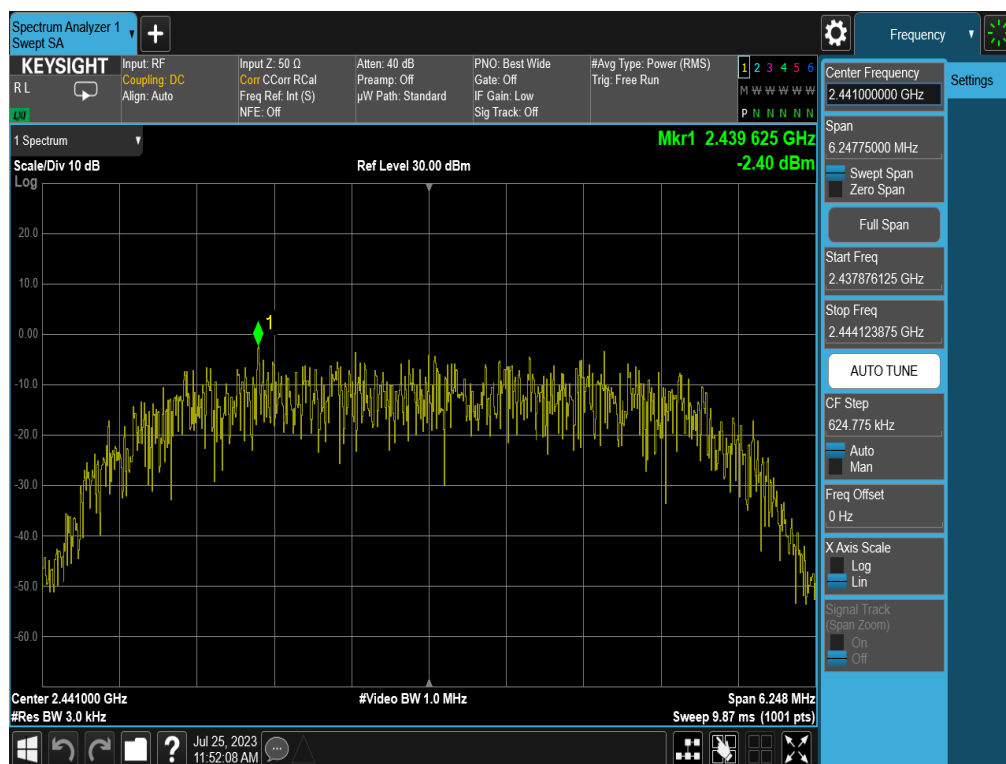 Spectrum Analyzer 1
Swept SA
+
Frequency
KEYSIGHT
R L
LXI
Input: RF
Coupling: DC
Align: Auto
Input Z: 50 Ω
Corr CCorr RCal
Freq Ref: Int (S)
NFE: Off
Atten: 40 dB
Preamp: Off
µW Path: Standard
PNO: Best Wide
Gate: Off
IF Gain: Low
Sig Track: Off
#Avg Type: Power (RMS)
Trig: Free Run
1 2 3 4 5 6
M W W W W W
P N N N N N
1 Spectrum
Mkr1 2.439 625 GHz
Scale/Div 10 dB
Ref Level 30.00 dBm
-2.40 dBm
Log
20.0
10.0
0.00
-10.0
-20.0
-30.0
-40.0
-50.0
-60.0
1
Center 2.441000 GHz
#Video BW 1.0 MHz
Span 6.248 MHz
#Res BW 3.0 kHz
Sweep 9.87 ms (1001 pts)
Center Frequency
2.441000000 GHz
Settings
Span
6.24775000 MHz
Swept Span
Zero Span
Full Span
Start Freq
2.437876125 GHz
Stop Freq
2.444123875 GHz
AUTO TUNE
CF Step
624.775 kHz
Auto
Man
Freq Offset
0 Hz
X Axis Scale
Log
Lin
Signal Track
(Span Zoom)
On
Off
?
Jul 25, 2023
11:52:08 AM